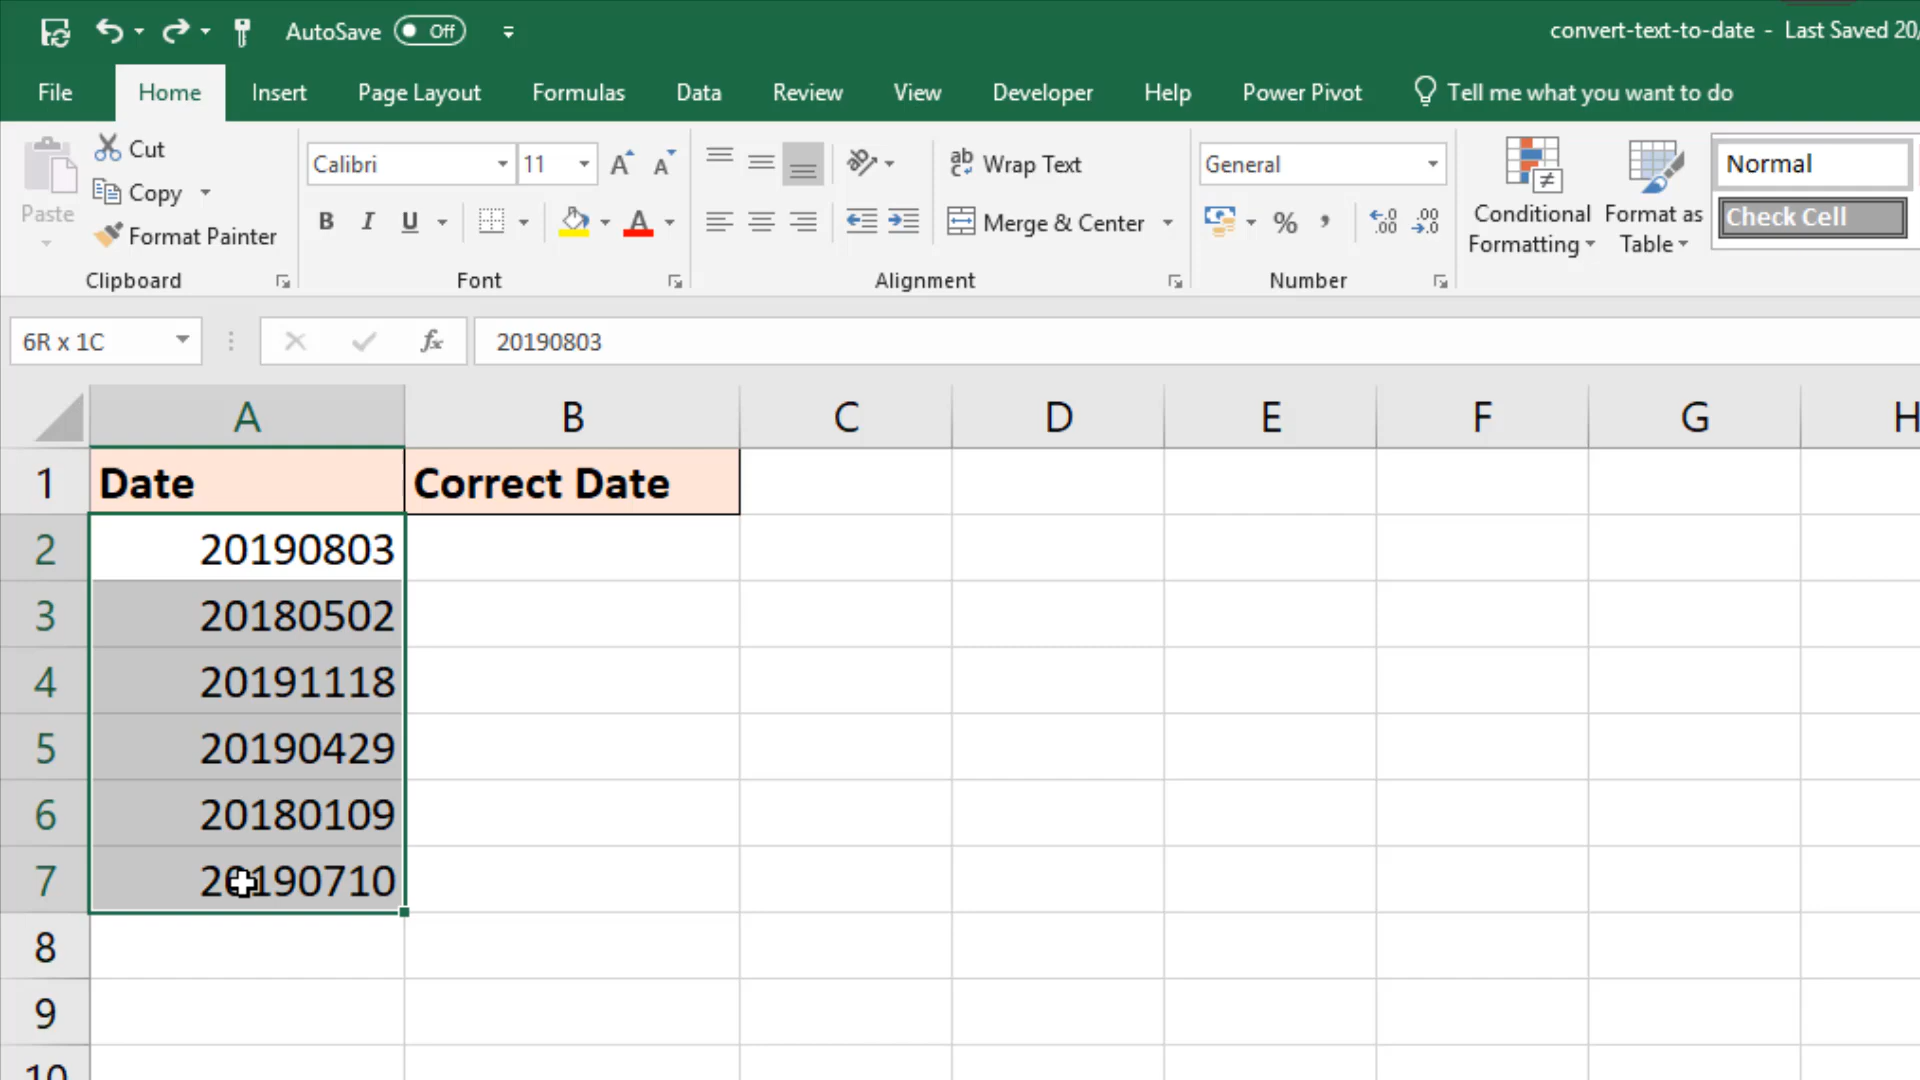 AutoSave Off convert-text-to-date - Last Saved 20/
File Home Insert Page Layout Formulas Data Review View Developer Help Power Pivot Tell me what you want to do
Paste
Cut
Copy
Format Painter
Clipboard
Calibri 11
B I U
Font
Wrap Text
Merge & Center
Alignment
General
%
Number
Conditional Formatting
Format as Table
Normal
Check Cell
6R x 1C fx 20190803
A B C D E F G H
1 Date Correct Date
2 20190803
3 20180502
4 20191118
5 20190429
6 20180109
7 20190710
8
9
10